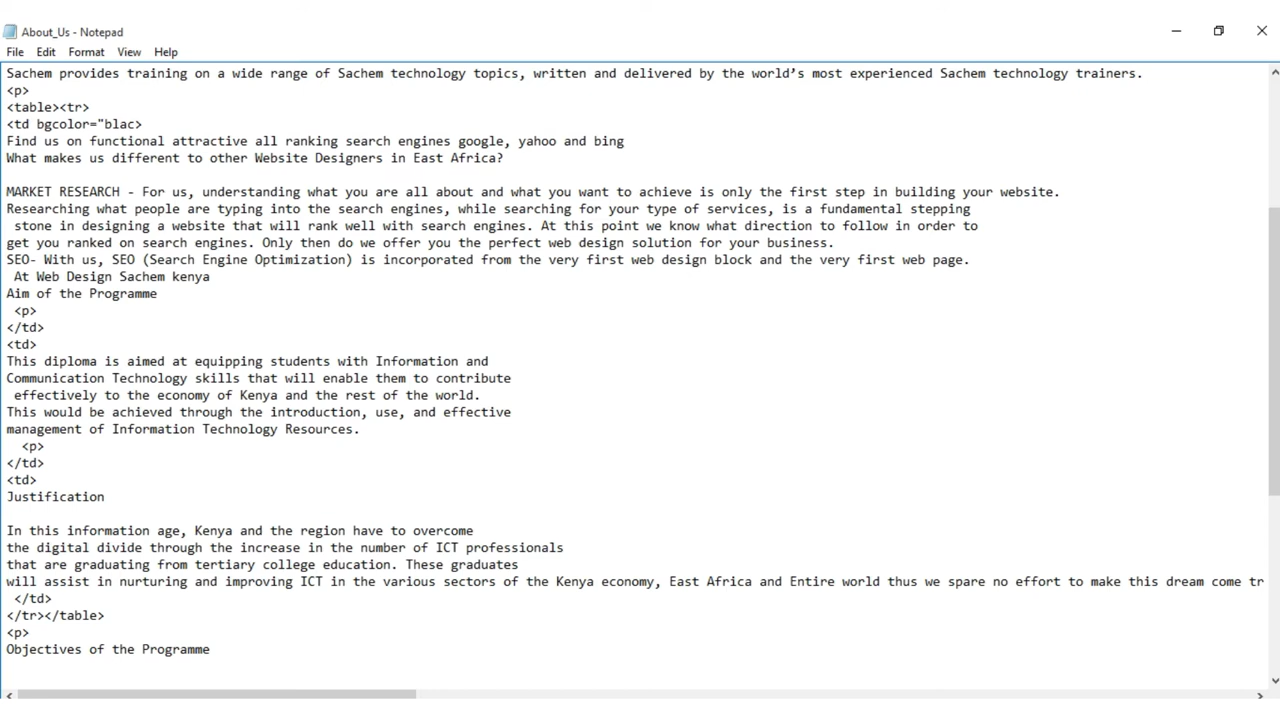 About_Us - Notepad
File Edit Format View Help
Sachem provides training on a wide range of Sachem technology topics, written and delivered by the world’s most experienced Sachem technology trainers.
<p>
<table><tr>
<td bgcolor="blac>
Find us on functional attractive all ranking search engines google, yahoo and bing
What makes us different to other Website Designers in East Africa?
MARKET RESEARCH - For us, understanding what you are all about and what you want to achieve is only the first step in building your website.
Researching what people are typing into the search engines, while searching for your type of services, is a fundamental stepping
stone in designing a website that will rank well with search engines. At this point we know what direction to follow in order to
get you ranked on search engines. Only then do we offer you the perfect web design solution for your business.
SEO- With us, SEO (Search Engine Optimization) is incorporated from the very first web design block and the very first web page.
At Web Design Sachem kenya
Aim of the Programme
<p>
</td>
<td>
This diploma is aimed at equipping students with Information and
Communication Technology skills that will enable them to contribute
effectively to the economy of Kenya and the rest of the world.
This would be achieved through the introduction, use, and effective
management of Information Technology Resources.
<p>
</td>
<td>
Justification
In this information age, Kenya and the region have to overcome
the digital divide through the increase in the number of ICT professionals
that are graduating from tertiary college education. These graduates
will assist in nurturing and improving ICT in the various sectors of the Kenya economy, East Africa and Entire world thus we spare no effort to make this dream come tr
</td>
</tr></table>
<p>
Objectives of the Programme